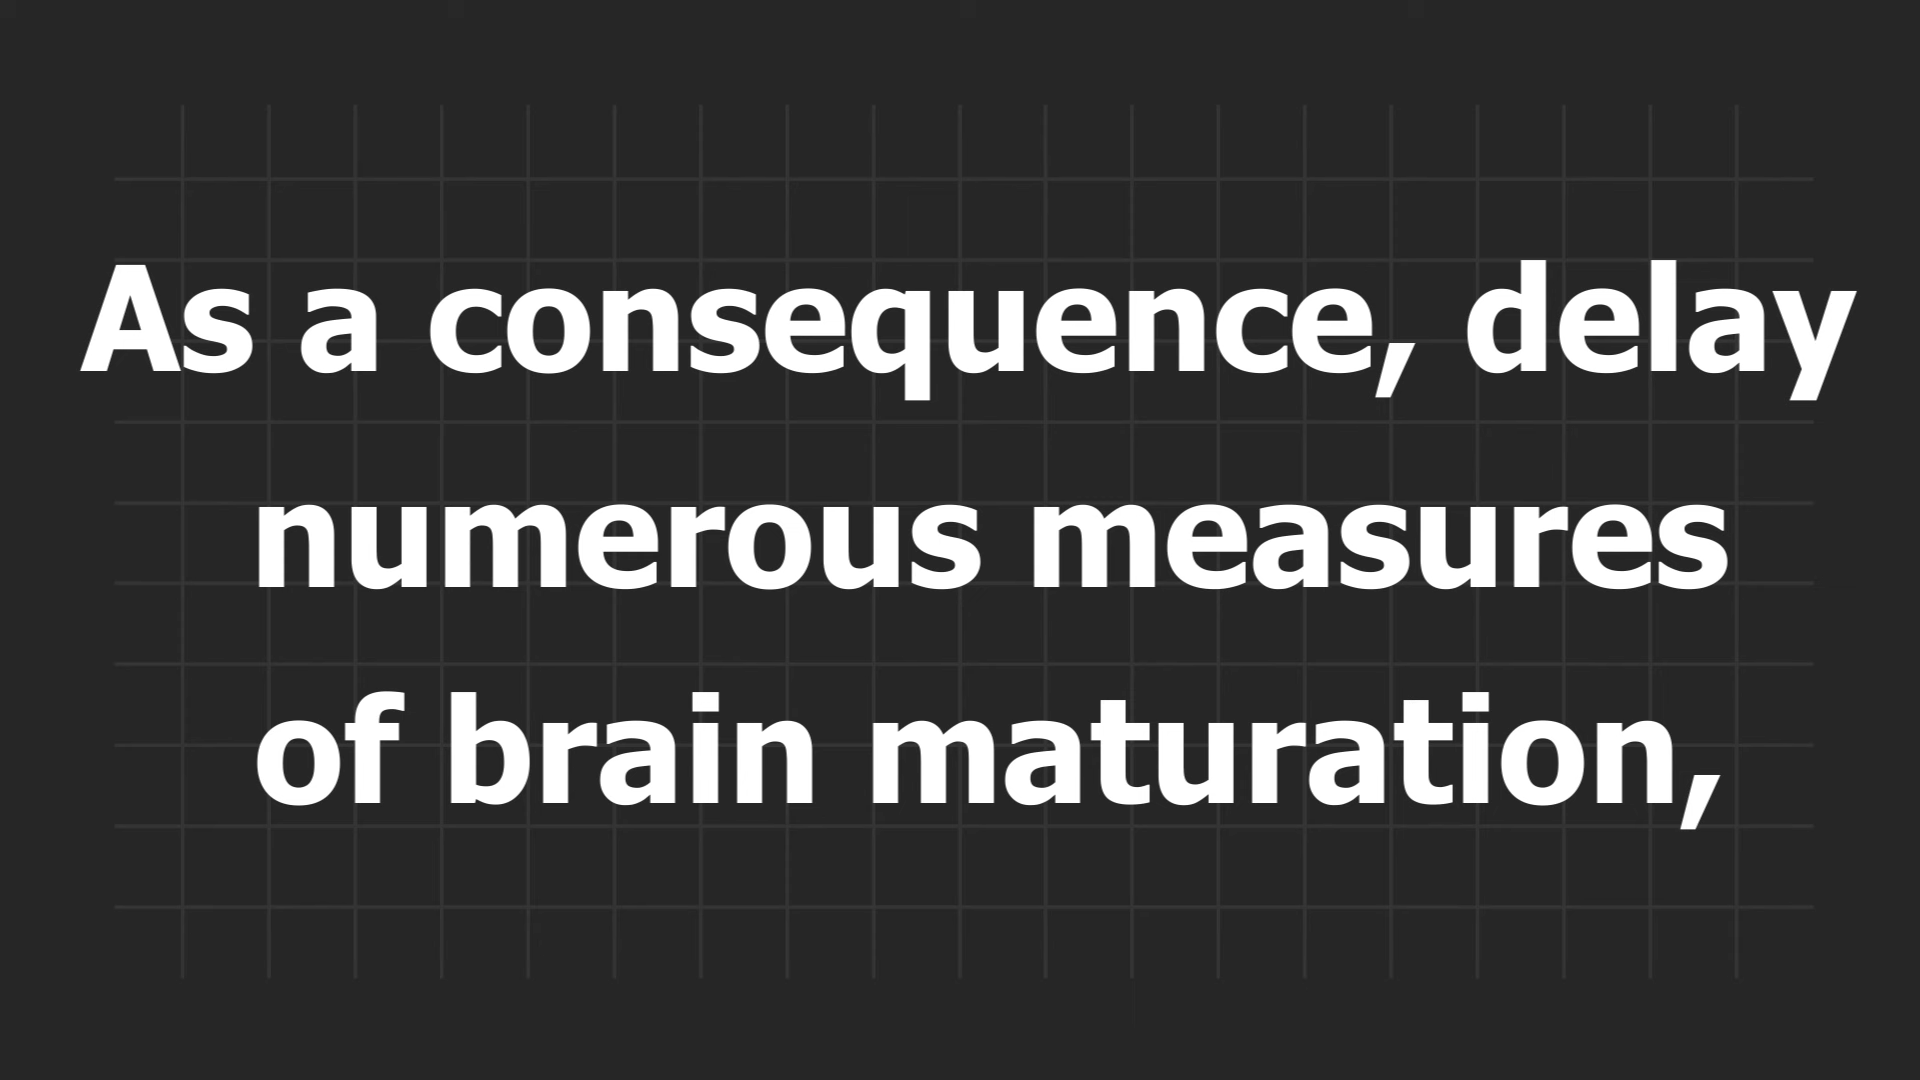 As a consequence, delay
numerous measures
of brain maturation,